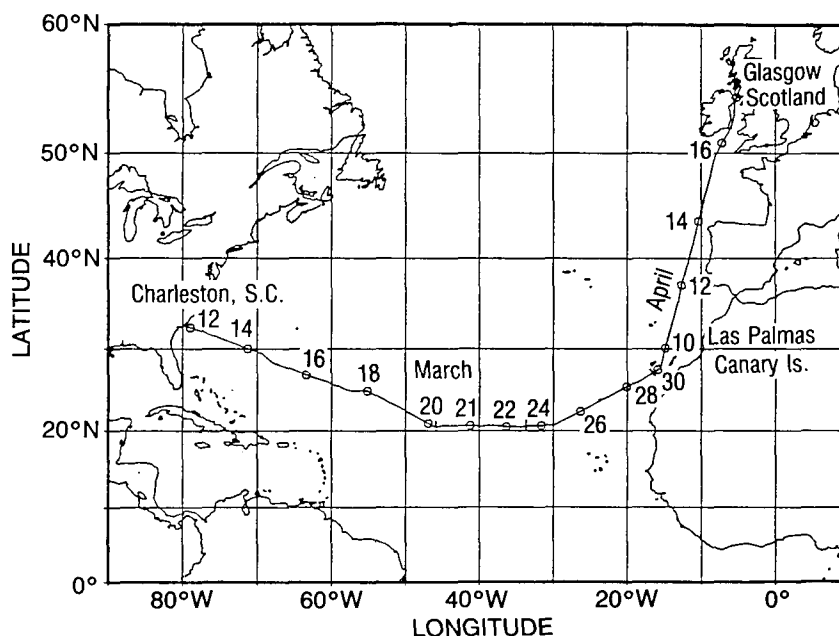 60°N
Glasgow
Scotland
16
50°N
14
40°N
April
12
Charleston, S.C.
12
14
10
Las Palmas
Canary Is.
16
March
18
30
28
20
21
22
24
26
20°N
0°
80°W
60°W
40°W
20°W
0°
LATITUDE
LONGITUDE